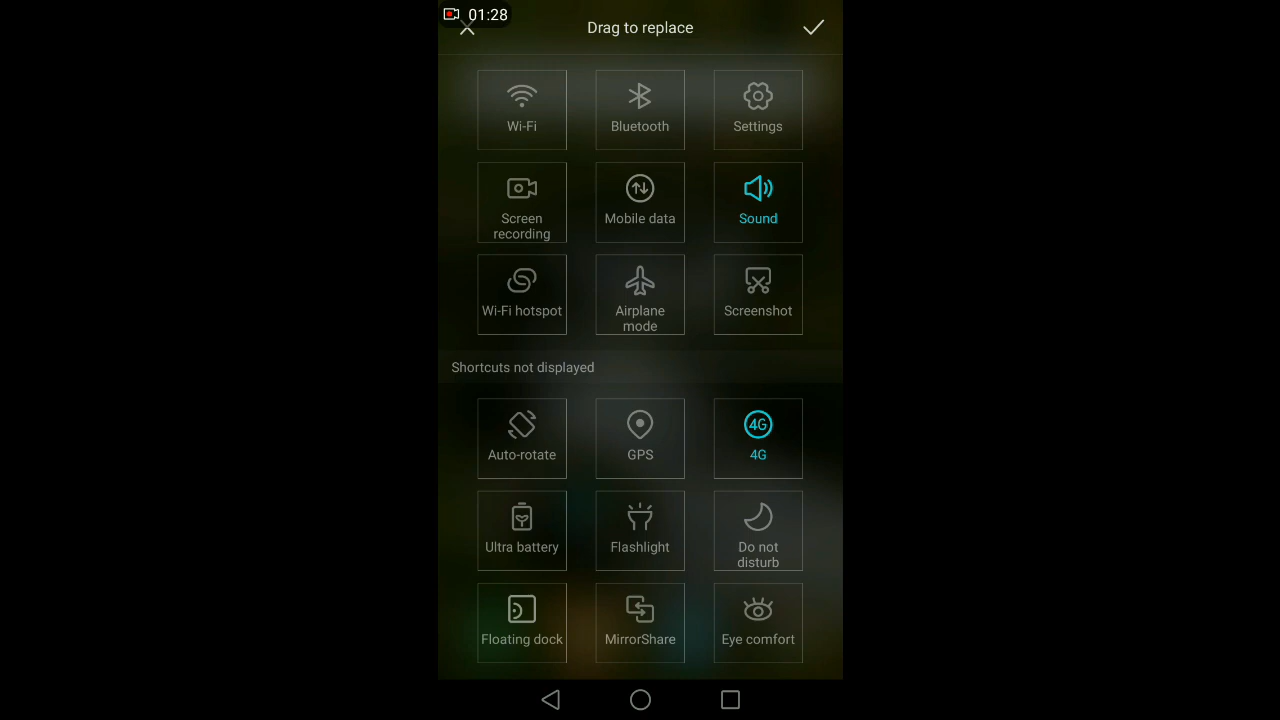 01:28
Drag to replace
Wi-Fi
Bluetooth
Settings
Screen
recording
Mobile data
Sound
Wi-Fi hotspot
Airplane
mode
Screenshot
Shortcuts not displayed
Auto-rotate
GPS
4G
4G
Ultra battery
Flashlight
Do not
disturb
Floating dock
MirrorShare
Eye comfort